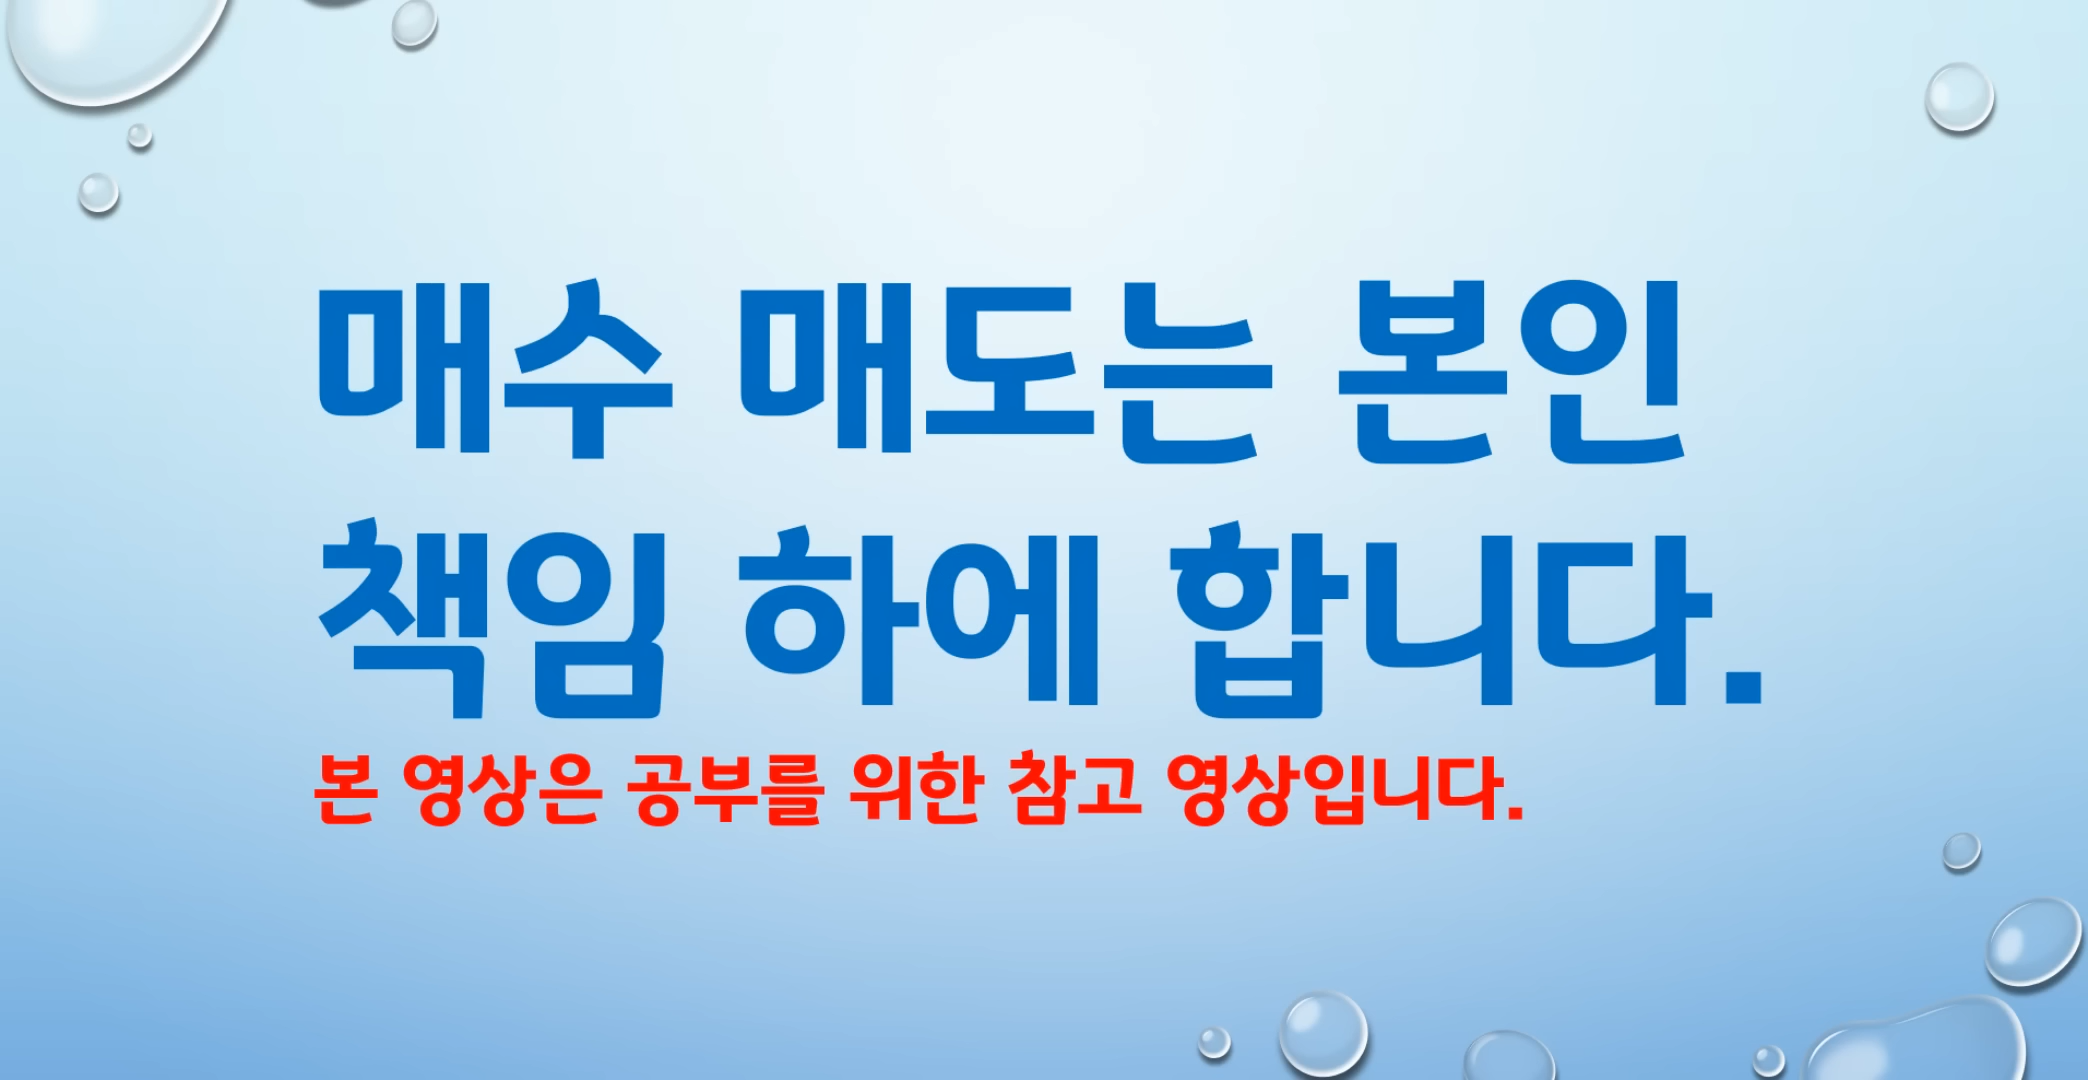 매수 매도는 본인
책임 하에 합니다.
본 영상은 공부를 위한 참고 영상입니다.